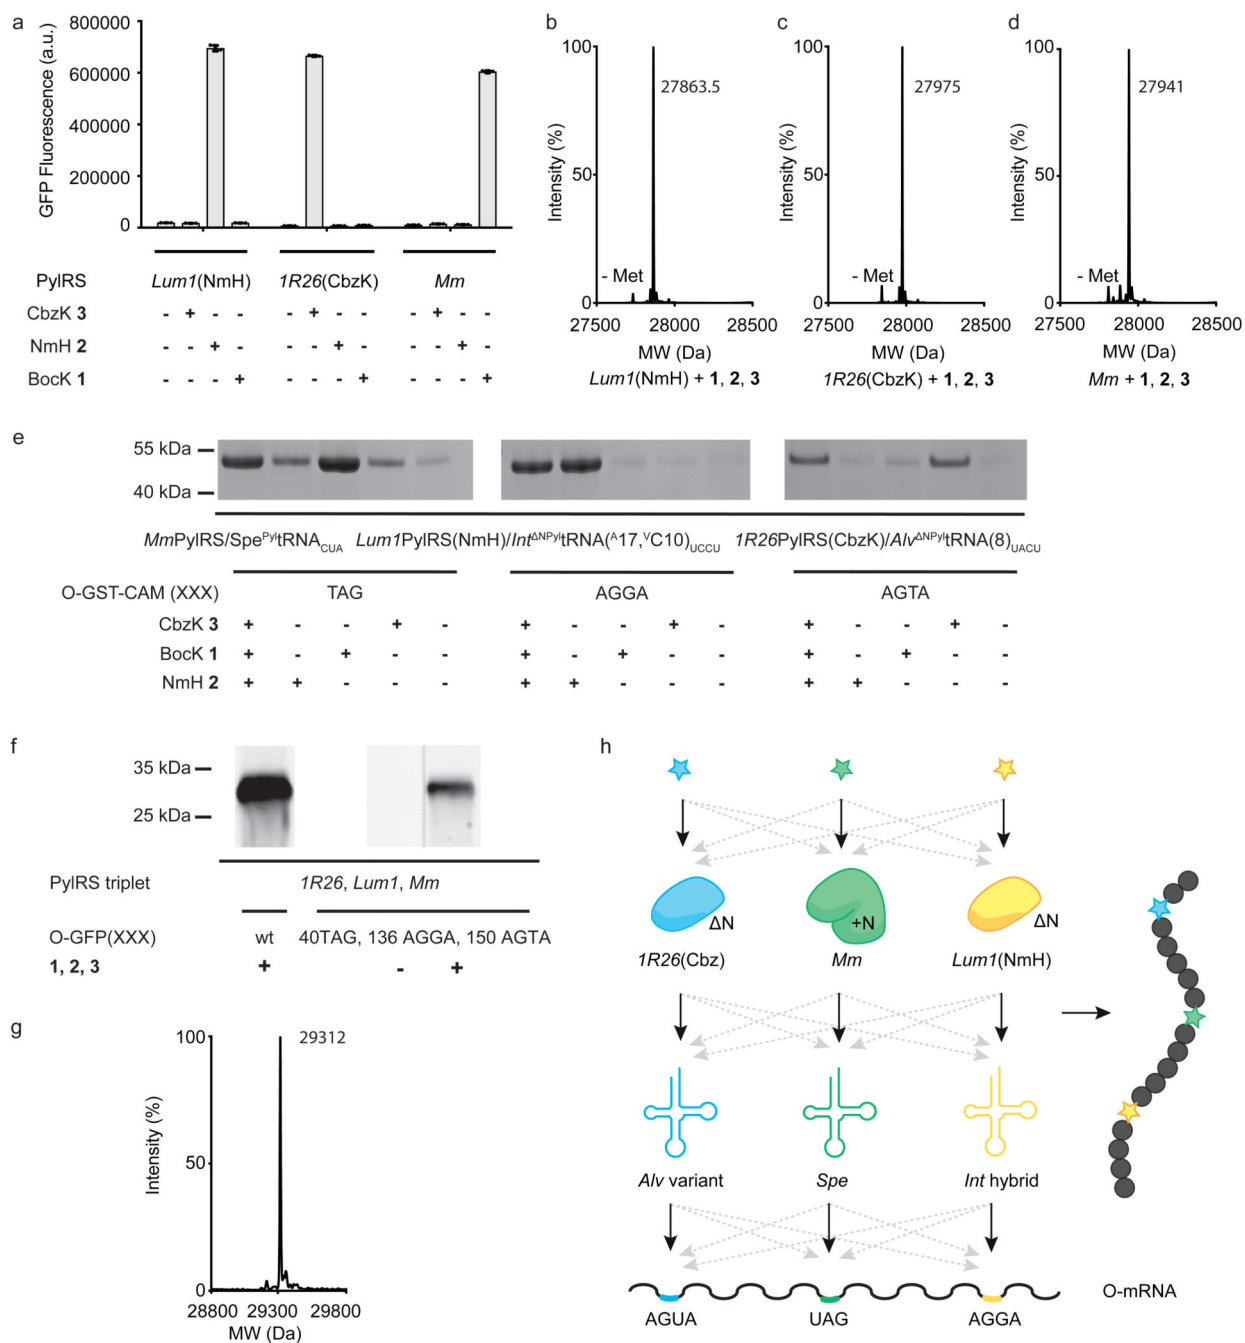 a
GFP Fluorescence (a.u.)
800000
600000
400000
200000
0
PylRS
Lum1(NmH)
1R26(CbzK)
Mm
CbzK 3 - + - - - + - - - + - -
NmH 2 - - + - - - + - - - + -
BocK 1 - - - + - - - + - - - +
b
Intensity (%)
100
50
0
27863.5
- Met
27500 28000 28500
MW (Da)
Lum1(NmH) + 1, 2, 3
c
Intensity (%)
100
50
0
27975
- Met
27500 28000 28500
MW (Da)
1R26(CbzK) + 1, 2, 3
d
Intensity (%)
100
50
0
27941
- Met
27500 28000 28500
MW (Da)
Mm + 1, 2, 3
e
55 kDa
40 kDa
MmPylRS/SpePyltRNACUA Lum1PylRS(NmH)/IntΔNPyltRNA(A17,VC10)UCCU 1R26PylRS(CbzK)/AlvΔNPyltRNA(8)UACU
O-GST-CAM (XXX) TAG AGGA AGTA
CbzK 3 + - - + - + - - + - + - - + -
BocK 1 + - + - - + - + - - + - + - -
NmH 2 + + - - - + + - - - + + - - -
f
35 kDa
25 kDa
PylRS triplet 1R26, Lum1, Mm
O-GFP(XXX) wt 40TAG, 136 AGGA, 150 AGTA
1, 2, 3 + - +
g
Intensity (%)
100
50
0
29312
28800 29300 29800
MW (Da)
h
ΔN
+N
ΔN
1R26(Cbz) Mm Lum1(NmH)
Alv variant Spe Int hybrid
O-mRNA
AGUA UAG AGGA